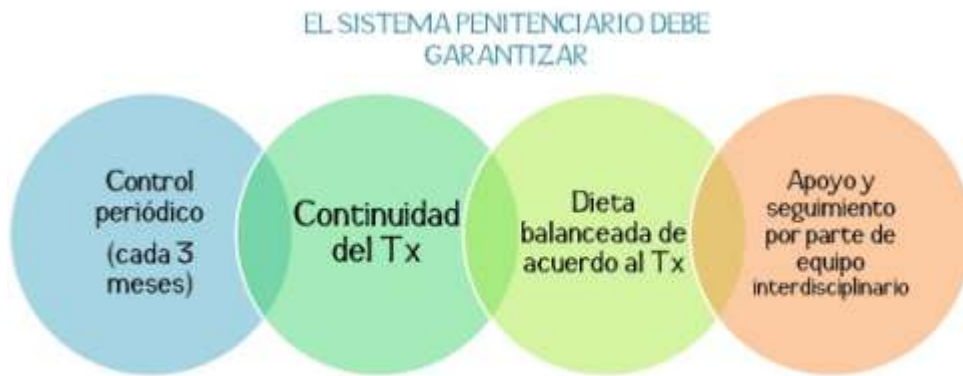 EL SISTEMA PENITENCIARIO DEBE
GARANTIZAR
Control
periódico
(cada 3
meses)
Continuidad
del Tx
Dieta
balanceada de
acuerdo al Tx
Apoyo y
seguimiento
por parte de
equipo
interdisciplinario